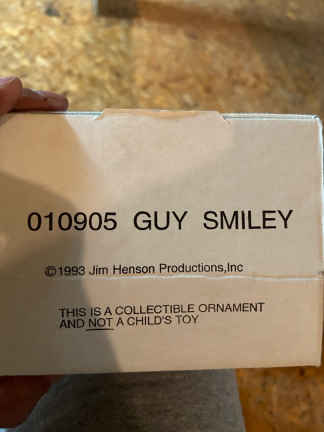 010905 GUY SMILEY
©1993 Jim Henson Productions,Inc
THIS IS A COLLECTIBLE ORNAMENT
AND NOT A CHILD'S TOY